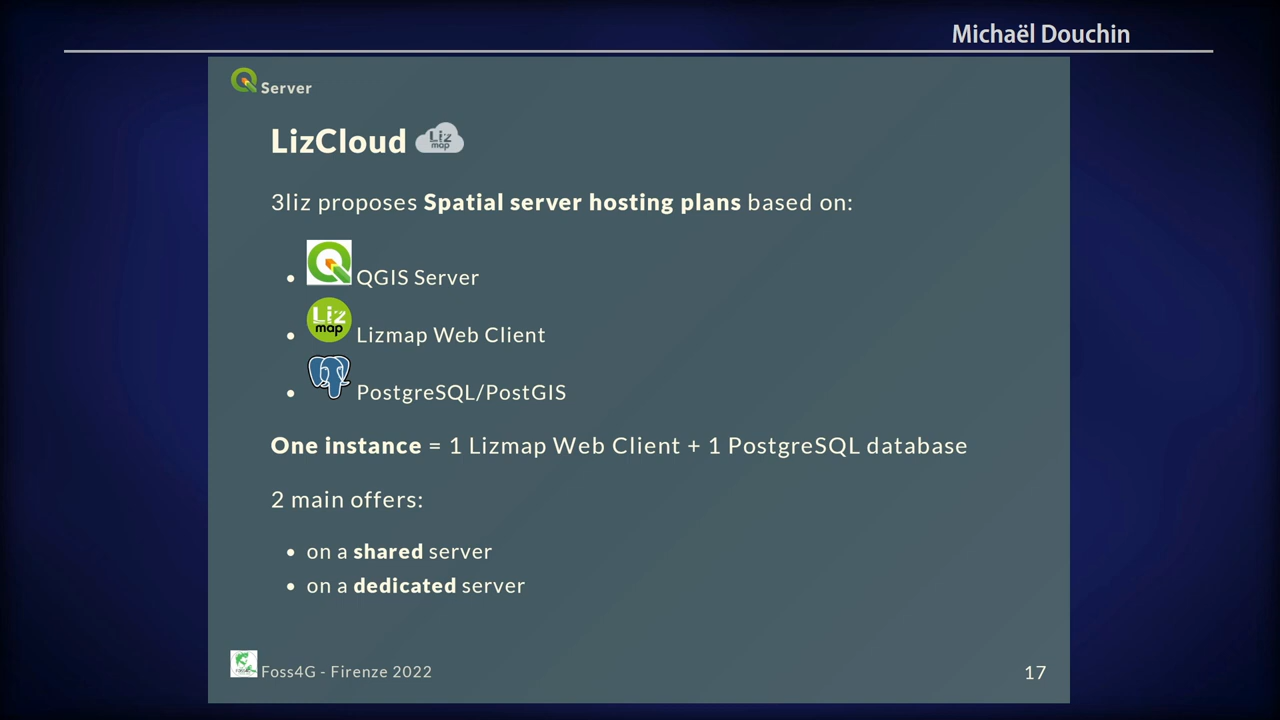 Michaël Douchin
Server
LizCloud Liz map
3liz proposes Spatial server hosting plans based on:
QGIS Server
Liz map
Lizmap Web Client
PostgreSQL/PostGIS
One instance = 1 Lizmap Web Client + 1 PostgreSQL database
2 main offers:
on a shared server
on a dedicated server
Foss4G - Firenze 2022
17